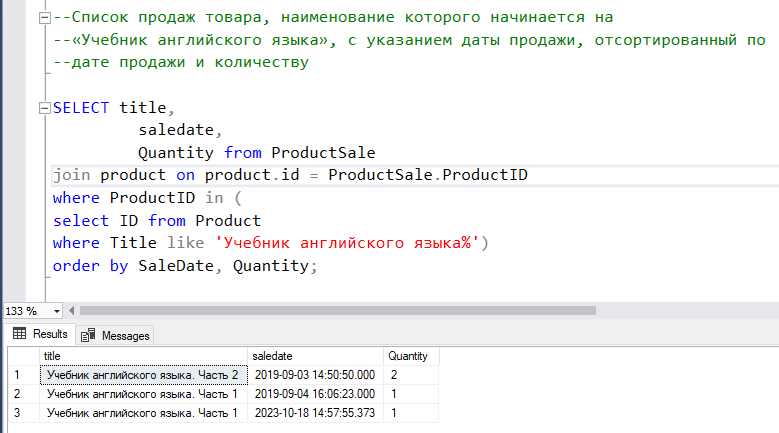 --Список продаж товара, наименование которого начинается на
--«Учебник английского языка», с указанием даты продажи, отсортированный по
--дате продажи и количеству
SELECT title,
saledate,
Quantity from ProductSale
join product on product.id = ProductSale.ProductID
where ProductID in (
select ID from Product
where Title like 'Учебник английского языка%')
order by SaleDate, Quantity;
133 %
Results Messages
title saledate Quantity
1 Учебник английского языка. Часть 2 2019-09-03 14:50:50.000 2
2 Учебник английского языка. Часть 1 2019-09-04 16:06:23.000 1
3 Учебник английского языка. Часть 1 2023-10-18 14:57:55.373 1